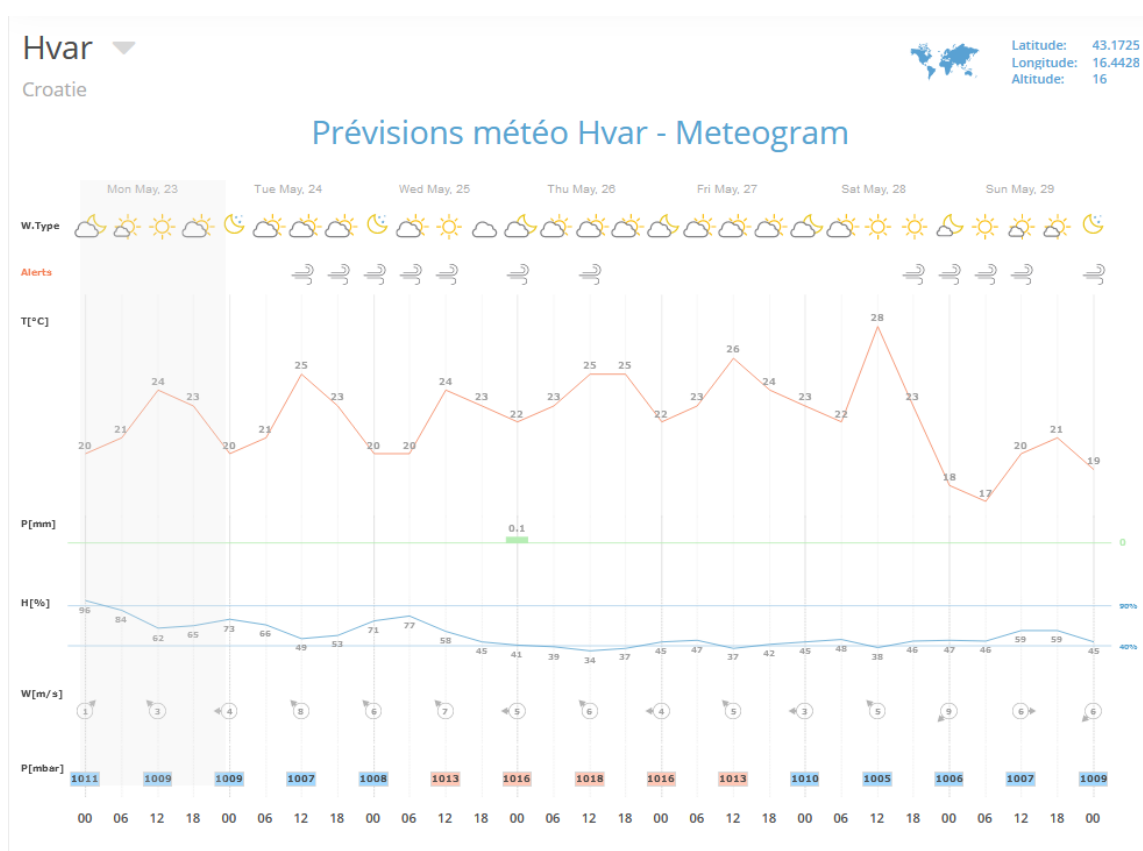 Hvar
Croatie
Latitude: 43.1725
Longitude: 16.4428
Altitude: 16
Prévisions météo Hvar - Meteogram
Mon May, 23 Tue May, 24 Wed May, 25 Thu May, 26 Fri May, 27 Sat May, 28 Sun May, 29
W.Type
Alerts
T[°C]
20 21 24 23 20 21 25 23 20 20 24 23 22 23 25 25 22 23 26 24 23 22 28 23 18 17 20 21 19
P[mm]
0.1
0
H[%]
90%
96 84 62 65 73 66 49 53 71 77 58 45 41 39 34 37 45 47 37 42 45 48 38 46 47 46 59 59 45
40%
W[m/s]
1 3 4 8 6 7 5 6 4 5 3 5 9 6 6
P[mbar]
1011 1009 1009 1007 1008 1013 1016 1018 1016 1013 1010 1005 1006 1007 1009
00 06 12 18 00 06 12 18 00 06 12 18 00 06 12 18 00 06 12 18 00 06 12 18 00 06 12 18 00